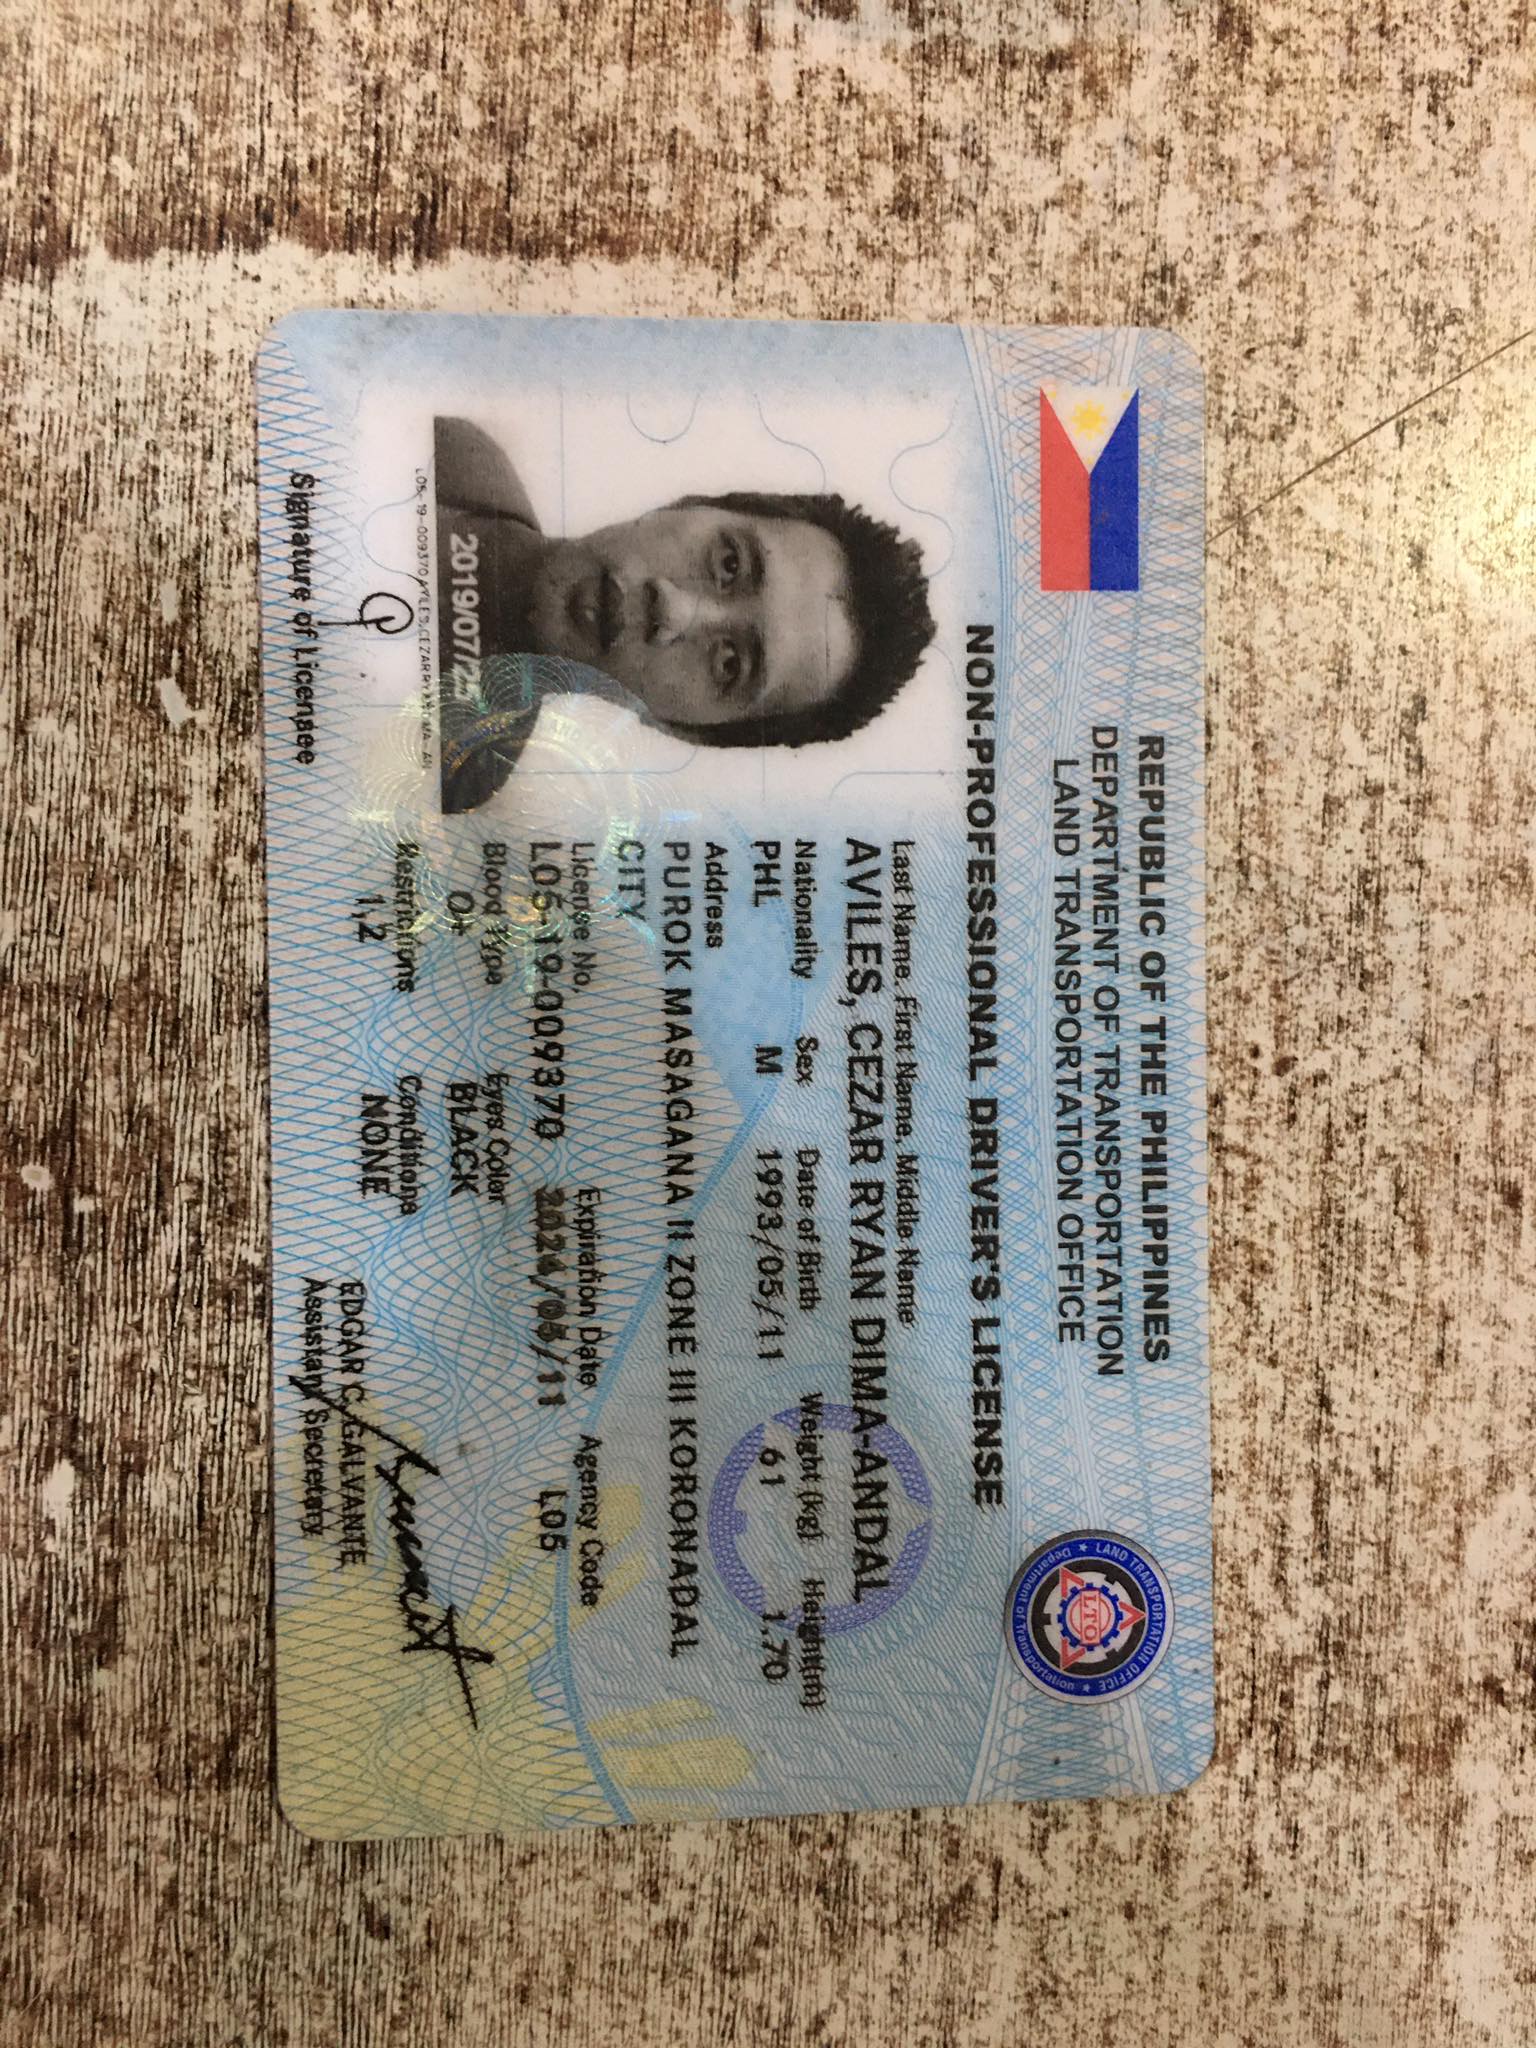 REPUBLIC OF THE PHILIPPINES
DEPARTMENT OF TRANSPORTATION
LAND TRANSPORTATION OFFICE
LAND TRANSPORTATION OFFICE
LTO
Department of Transportation
NON-PROFESSIONAL DRIVER'S LICENSE
Last Name. First Name. Middle Name
AVILES, CEZAR RYAN DIMA-ANDAL
Nationality Sex Date of Birth Weight (kg) Height(m)
PHL M 1993/05/11 61 1.70
Address
PUROK MASAGANA II ZONE III KORONADAL
CITY
License No. Expiration Date Agency Code
L05-19-009370 2024/05/11 L05
Blood Type Eyes Color
O+ BLACK
Restrictions Conditions
1,2 NONE
2019/07/25
L05-19-009370 AVILES, CEZAR RYAN DIMA-AN
Signature of Licensee
EDGAR C. GALVANTE
Assistant Secretary